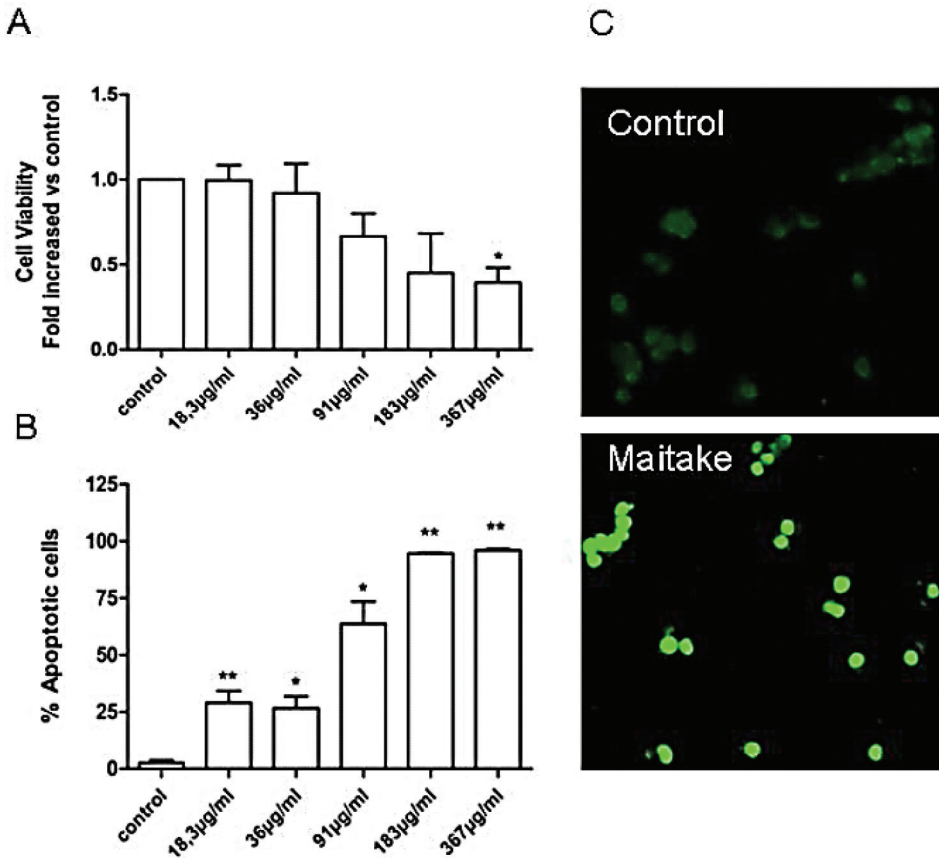 A
C
Cell Viability
Fold increased vs control
1.5
1.0
0.5
0.0
*
control
18,3µg/ml
36µg/ml
91µg/ml
183µg/ml
367µg/ml
B
% Apoptotic cells
125
100
75
50
25
0
**
*
*
**
**
control
18,3µg/ml
36µg/ml
91µg/ml
183µg/ml
367µg/ml
Control
Maitake